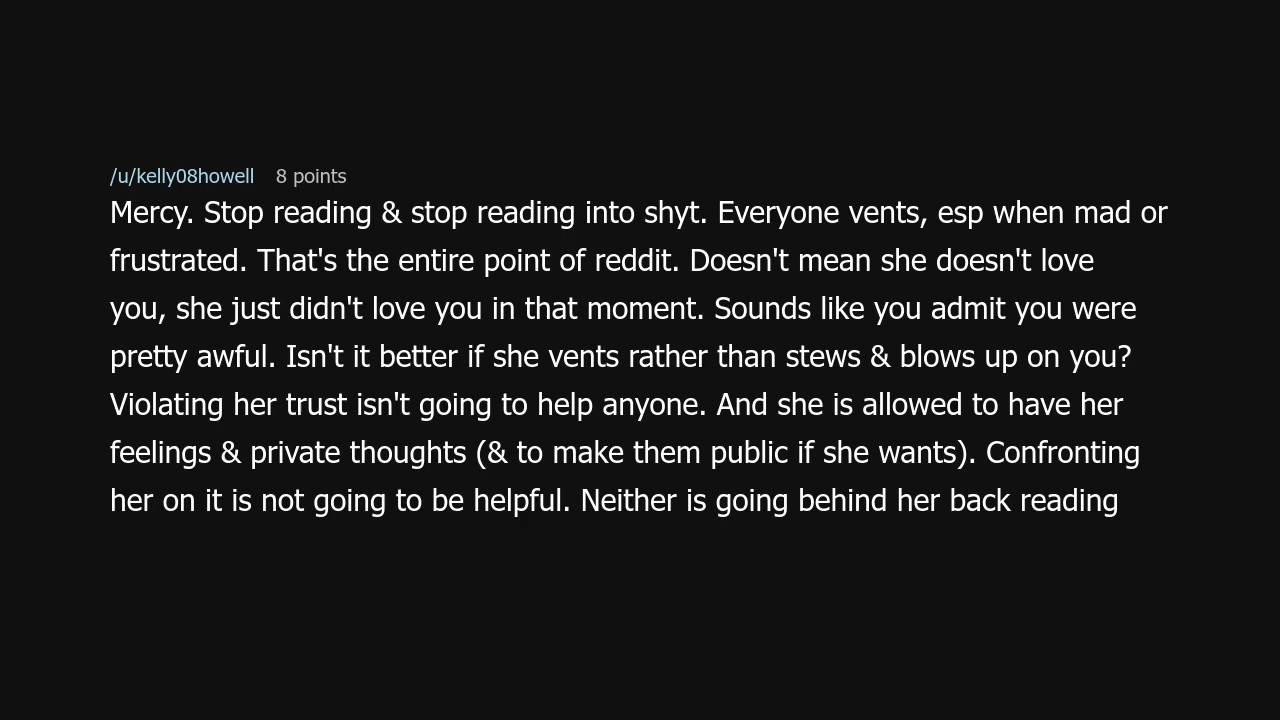 /u/kelly08howell 8 points
Mercy. Stop reading & stop reading into shyt. Everyone vents, esp when mad or
frustrated. That's the entire point of reddit. Doesn't mean she doesn't love
you, she just didn't love you in that moment. Sounds like you admit you were
pretty awful. Isn't it better if she vents rather than stews & blows up on you?
Violating her trust isn't going to help anyone. And she is allowed to have her
feelings & private thoughts (& to make them public if she wants). Confronting
her on it is not going to be helpful. Neither is going behind her back reading